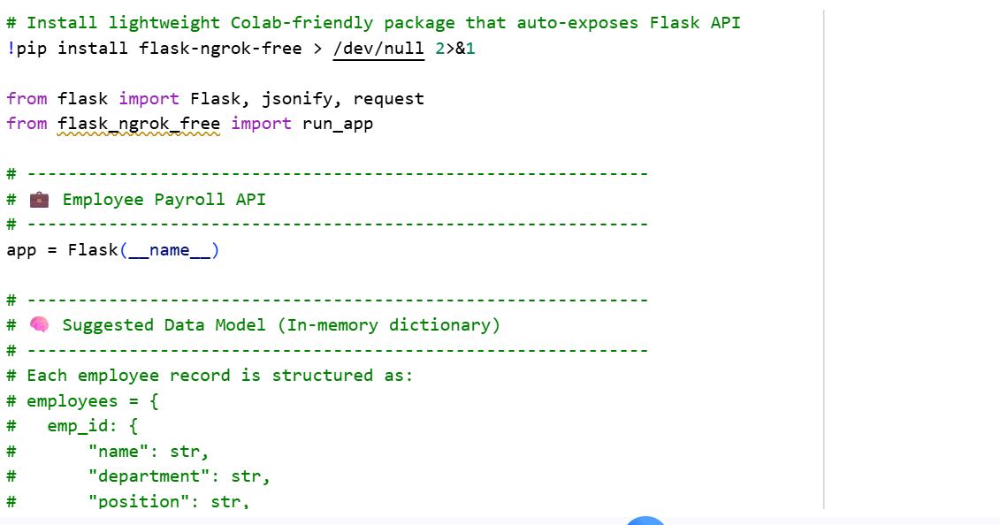 # Install lightweight Colab-friendly package that auto-exposes Flask API
!pip install flask-ngrok-free > /dev/null 2>&1
from flask import Flask, jsonify, request
from flask_ngrok_free import run_app
# -------------------------------------------------------------
# 💼 Employee Payroll API
# -------------------------------------------------------------
app = Flask(__name__)
# -------------------------------------------------------------
# 🧠 Suggested Data Model (In-memory dictionary)
# -------------------------------------------------------------
# Each employee record is structured as:
# employees = {
#   emp_id: {
#       "name": str,
#       "department": str,
#       "position": str,